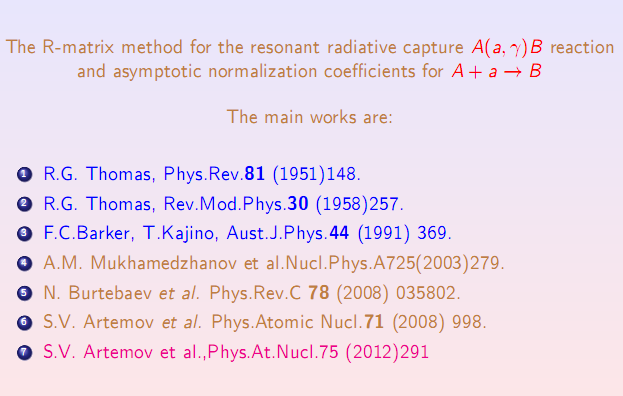 The R-matrix method for the resonant radiative capture A(a, γ)B reaction
and asymptotic normalization coefficients for A + a → B
The main works are:
1 R.G. Thomas, Phys.Rev.81 (1951)148.
2 R.G. Thomas, Rev.Mod.Phys.30 (1958)257.
3 F.C.Barker, T.Kajino, Aust.J.Phys.44 (1991) 369.
4 A.M. Mukhamedzhanov et al.Nucl.Phys.A725(2003)279.
5 N. Burtebaev et al. Phys.Rev.C 78 (2008) 035802.
6 S.V. Artemov et al. Phys.Atomic Nucl.71 (2008) 998.
7 S.V. Artemov et al.,Phys.At.Nucl.75 (2012)291